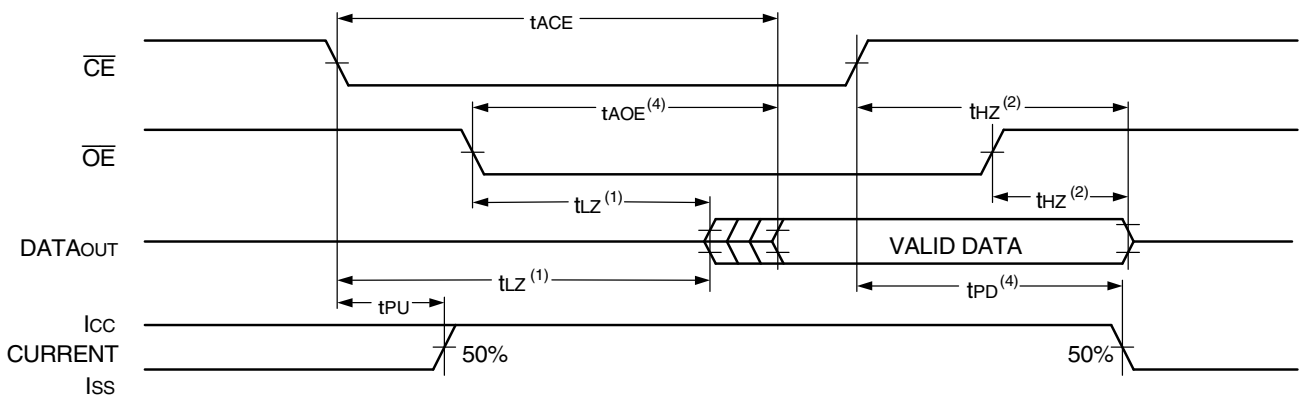 tACE
CE
tAOE(4)
tHZ(2)
OE
tLZ(1)
tHZ(2)
DATAOUT
VALID DATA
tLZ(1)
tPD(4)
tPU
ICC
CURRENT
50%
50%
ISS